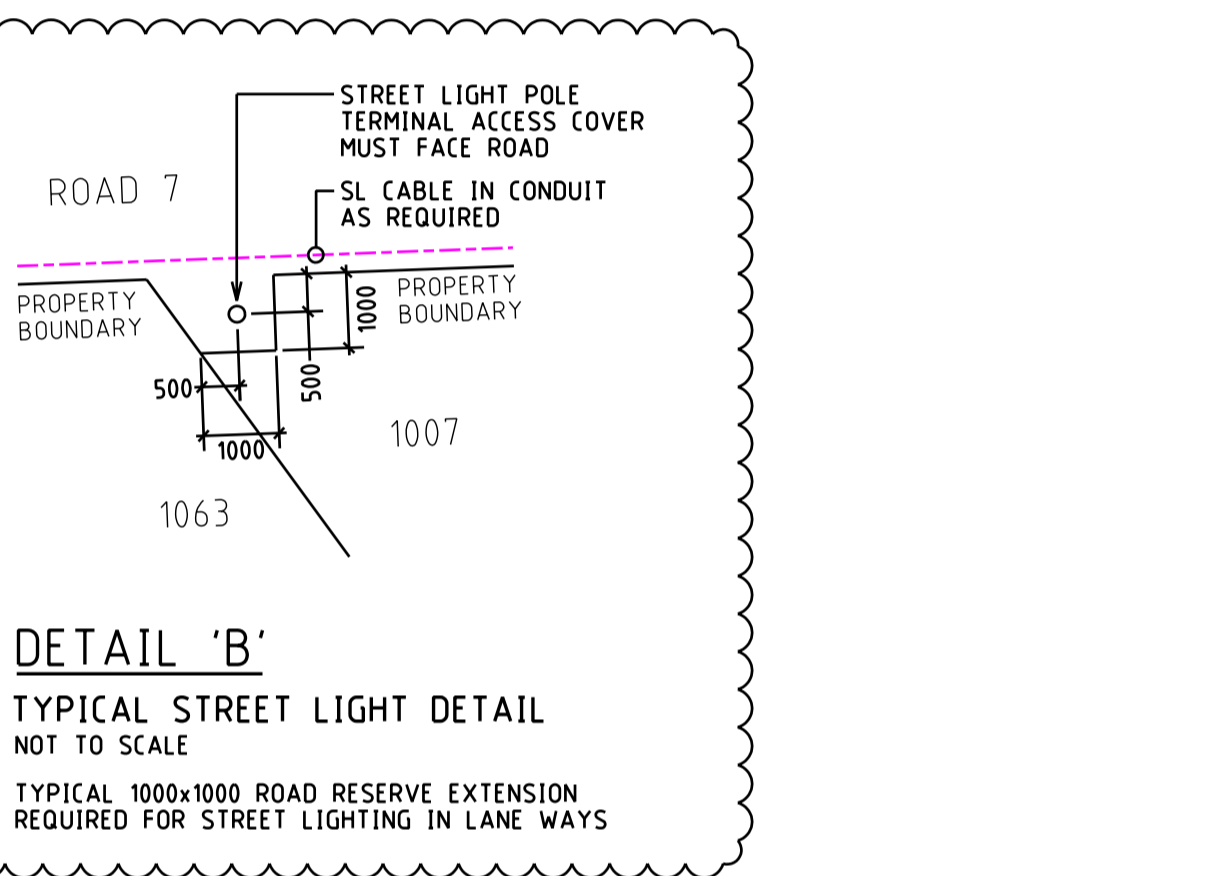 STREET LIGHT POLE
TERMINAL ACCESS COVER
MUST FACE ROAD
ROAD 7
SL CABLE IN CONDUIT
AS REQUIRED
PROPERTY
BOUNDARY
PROPERTY
BOUNDARY
1000
500
500
1000
1007
1063
DETAIL 'B'
TYPICAL STREET LIGHT DETAIL
NOT TO SCALE
TYPICAL 1000x1000 ROAD RESERVE EXTENSION
REQUIRED FOR STREET LIGHTING IN LANE WAYS